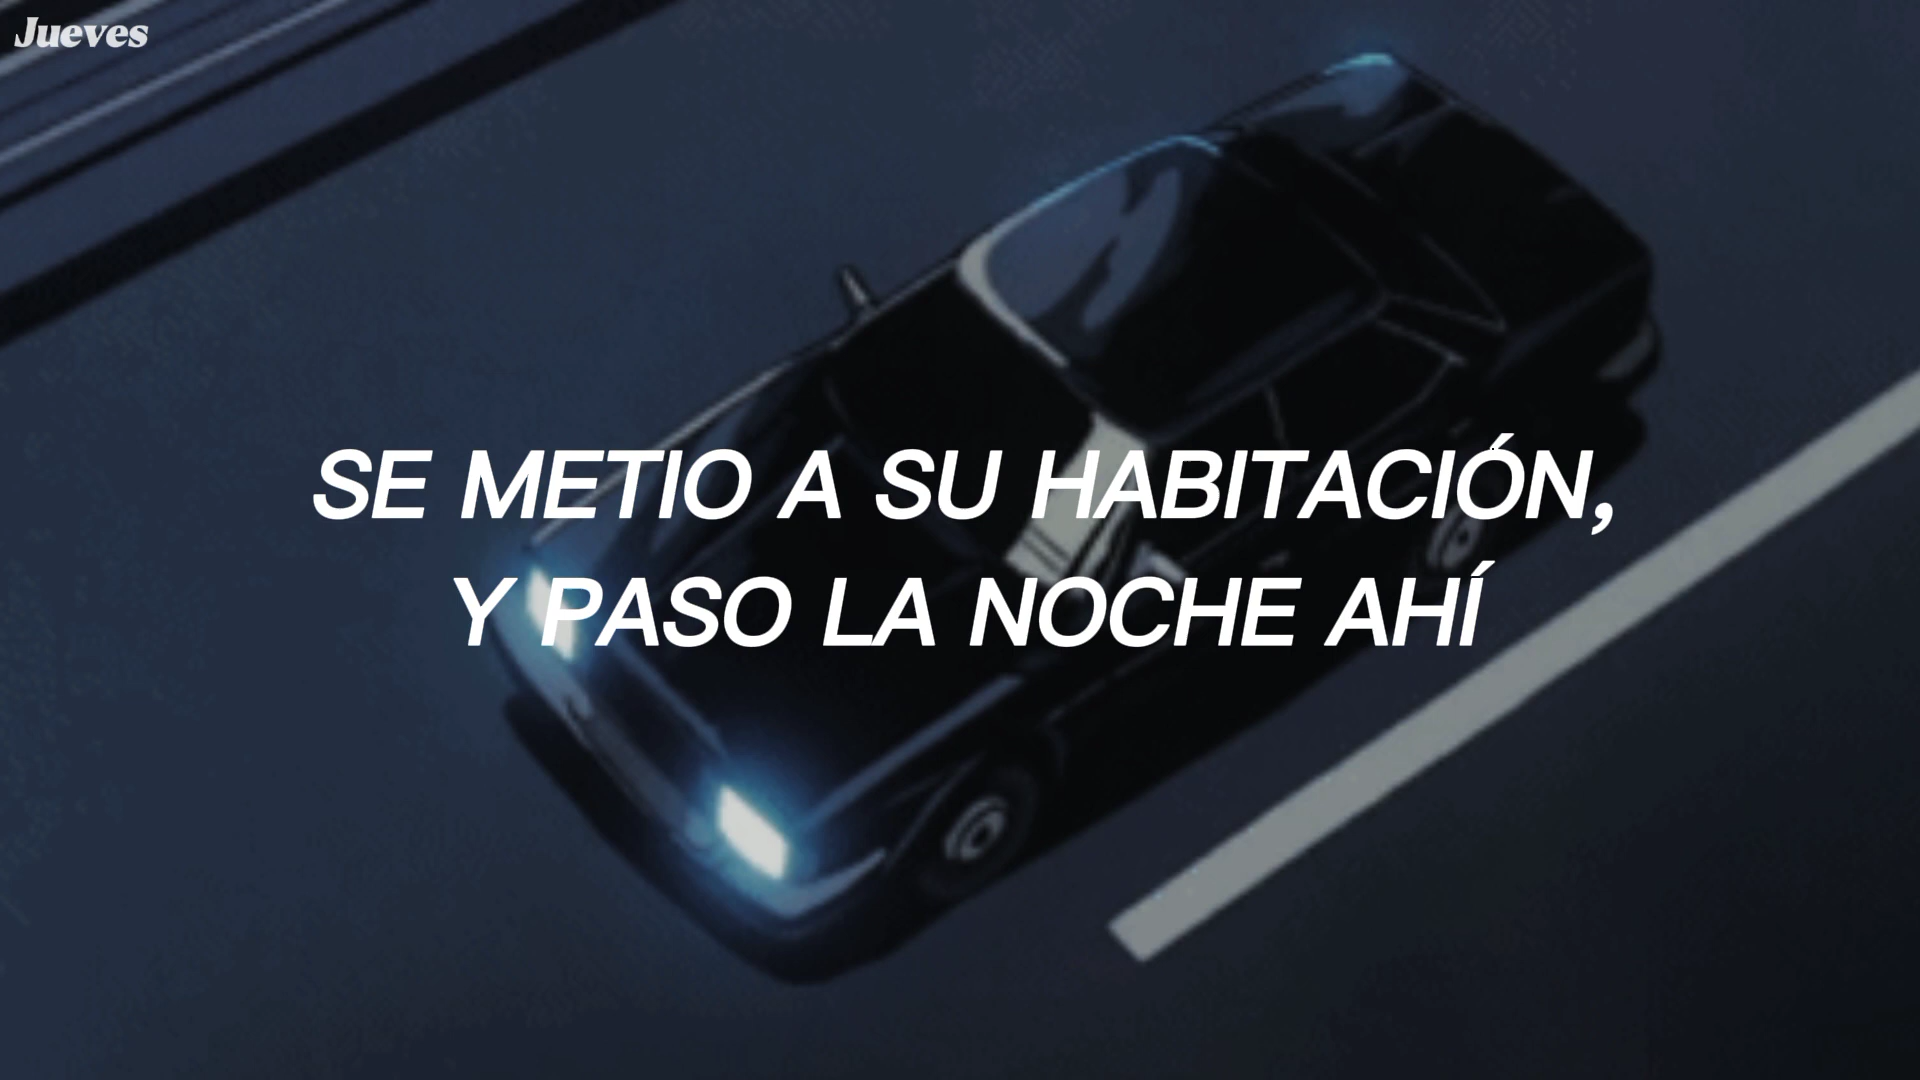 Jueves
SE METIO A SU HABITACIÓN,
Y PASO LA NOCHE AHÍ